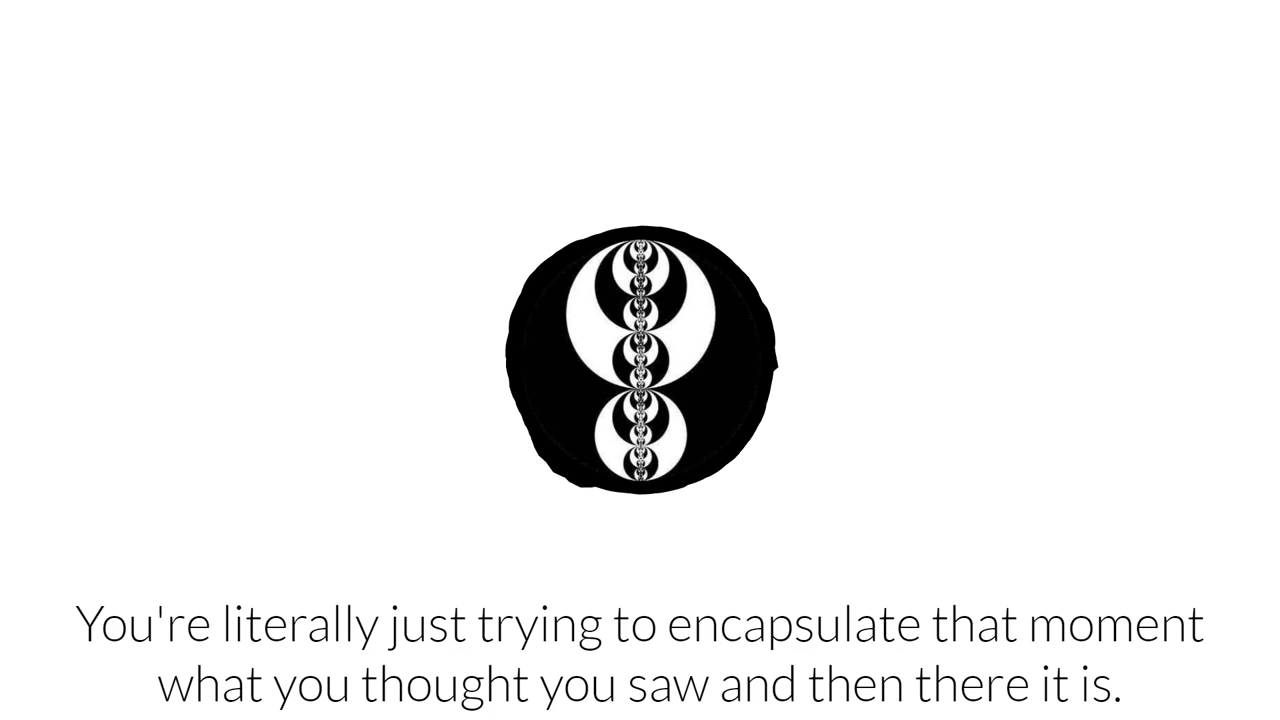 You're literally just trying to encapsulate that moment
what you thought you saw and then there it is.